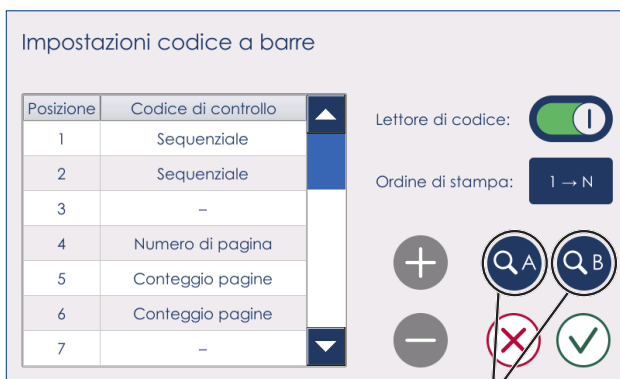 Impostazioni codice a barre
Posizione Codice di controllo
1 Sequenziale
2 Sequenziale
3 –
4 Numero di pagina
5 Conteggio pagine
6 Conteggio pagine
7 –
Lettore di codice:
Ordine di stampa: 1 → N
A B